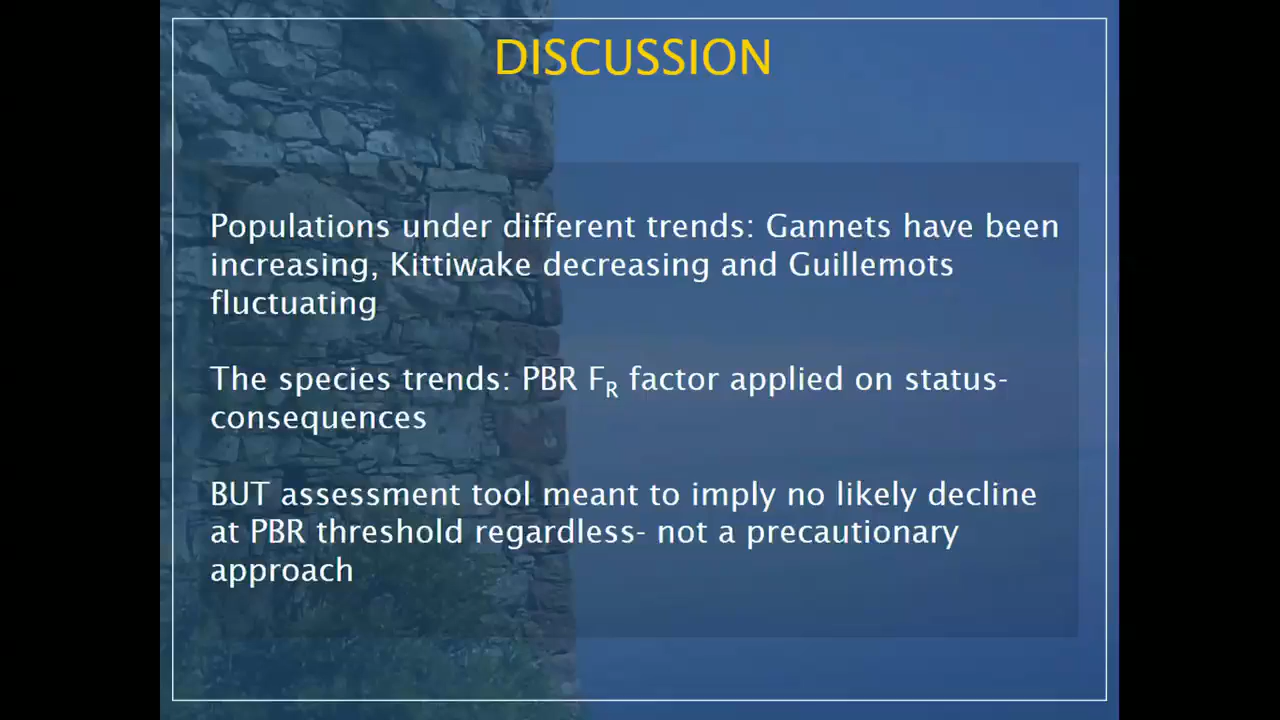 DISCUSSION
Populations under different trends: Gannets have been
increasing, Kittiwake decreasing and Guillemots
fluctuating
The species trends: PBR FR factor applied on status-
consequences
BUT assessment tool meant to imply no likely decline
at PBR threshold regardless- not a precautionary
approach